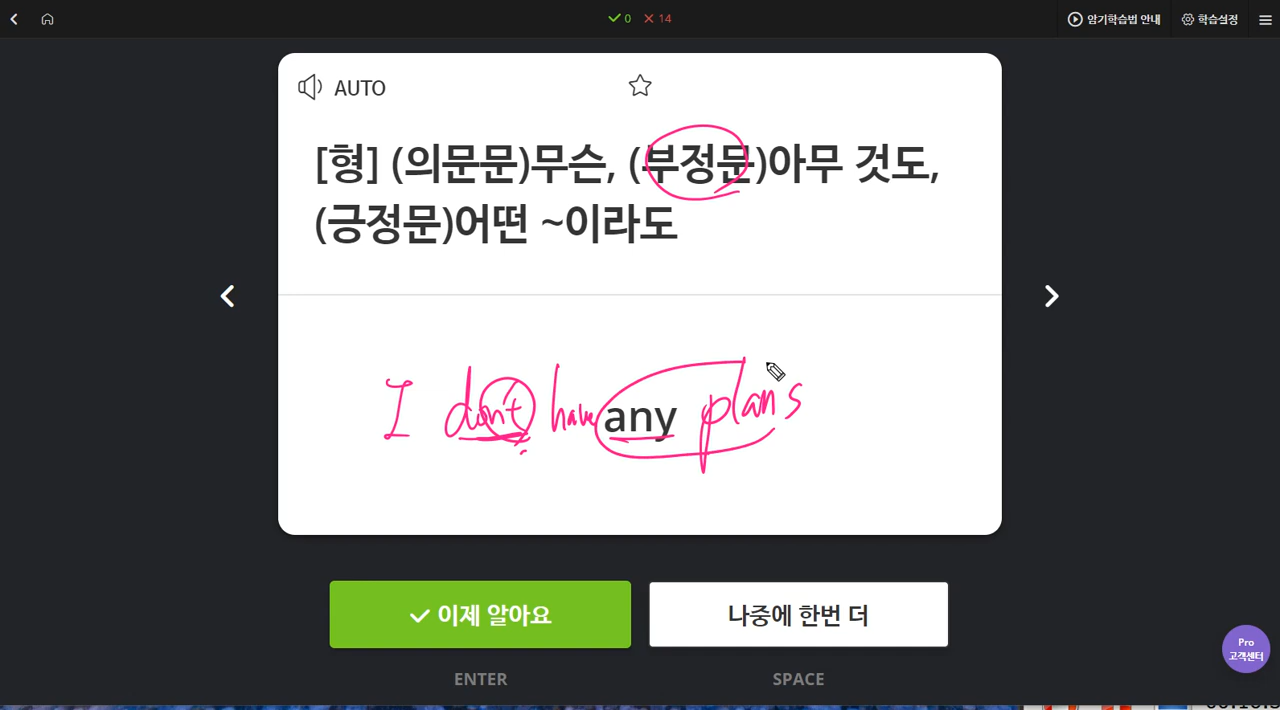 0 14 암기학습법 안내 학습설정
AUTO
[형] (의문문)무슨, (부정문)아무 것도,
(긍정문)어떤 ~이라도
I don't have any plans
이제 알아요 나중에 한번 더
Pro
고객센터
ENTER SPACE